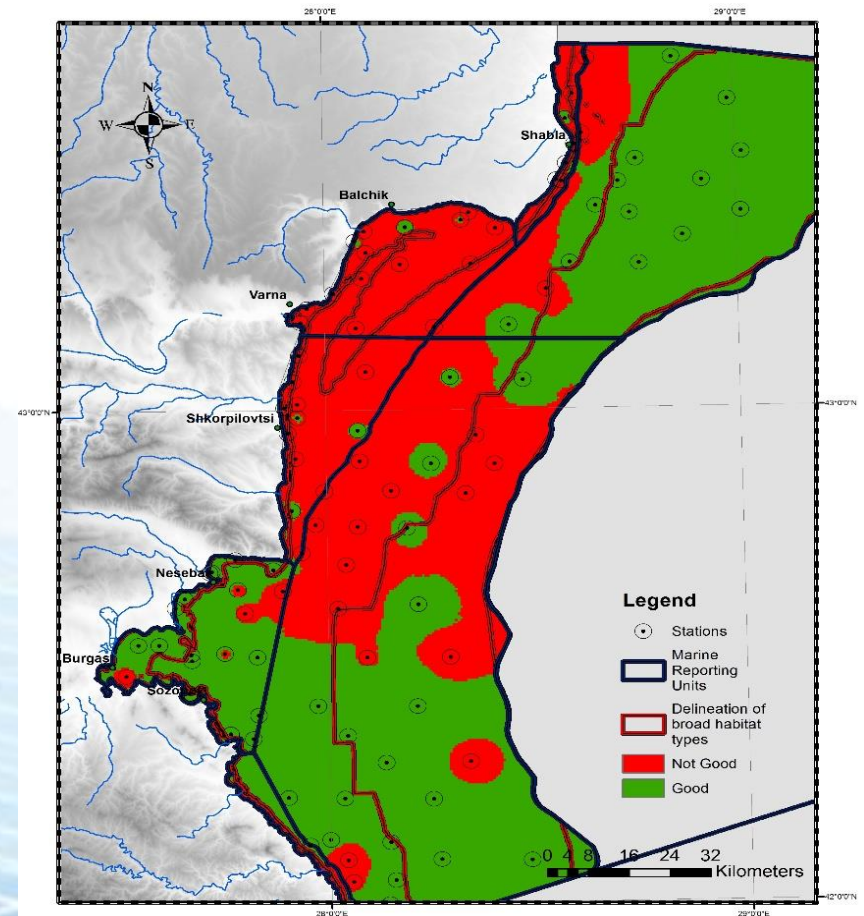 28°0'0"E
29°0'0"E
N
W
E
S
Shabla
Balchik
Varna
43°0'0"N
43°0'0"N
Shkorpilovtsi
Nesebar
Burgas
Legend
Stations
Marine
Reporting
Units
Delineation of
broad habitat
types
Not Good
Good
0 4 8 16 24 32
Kilometers
42°0'0"N
28°0'0"E
29°0'0"E